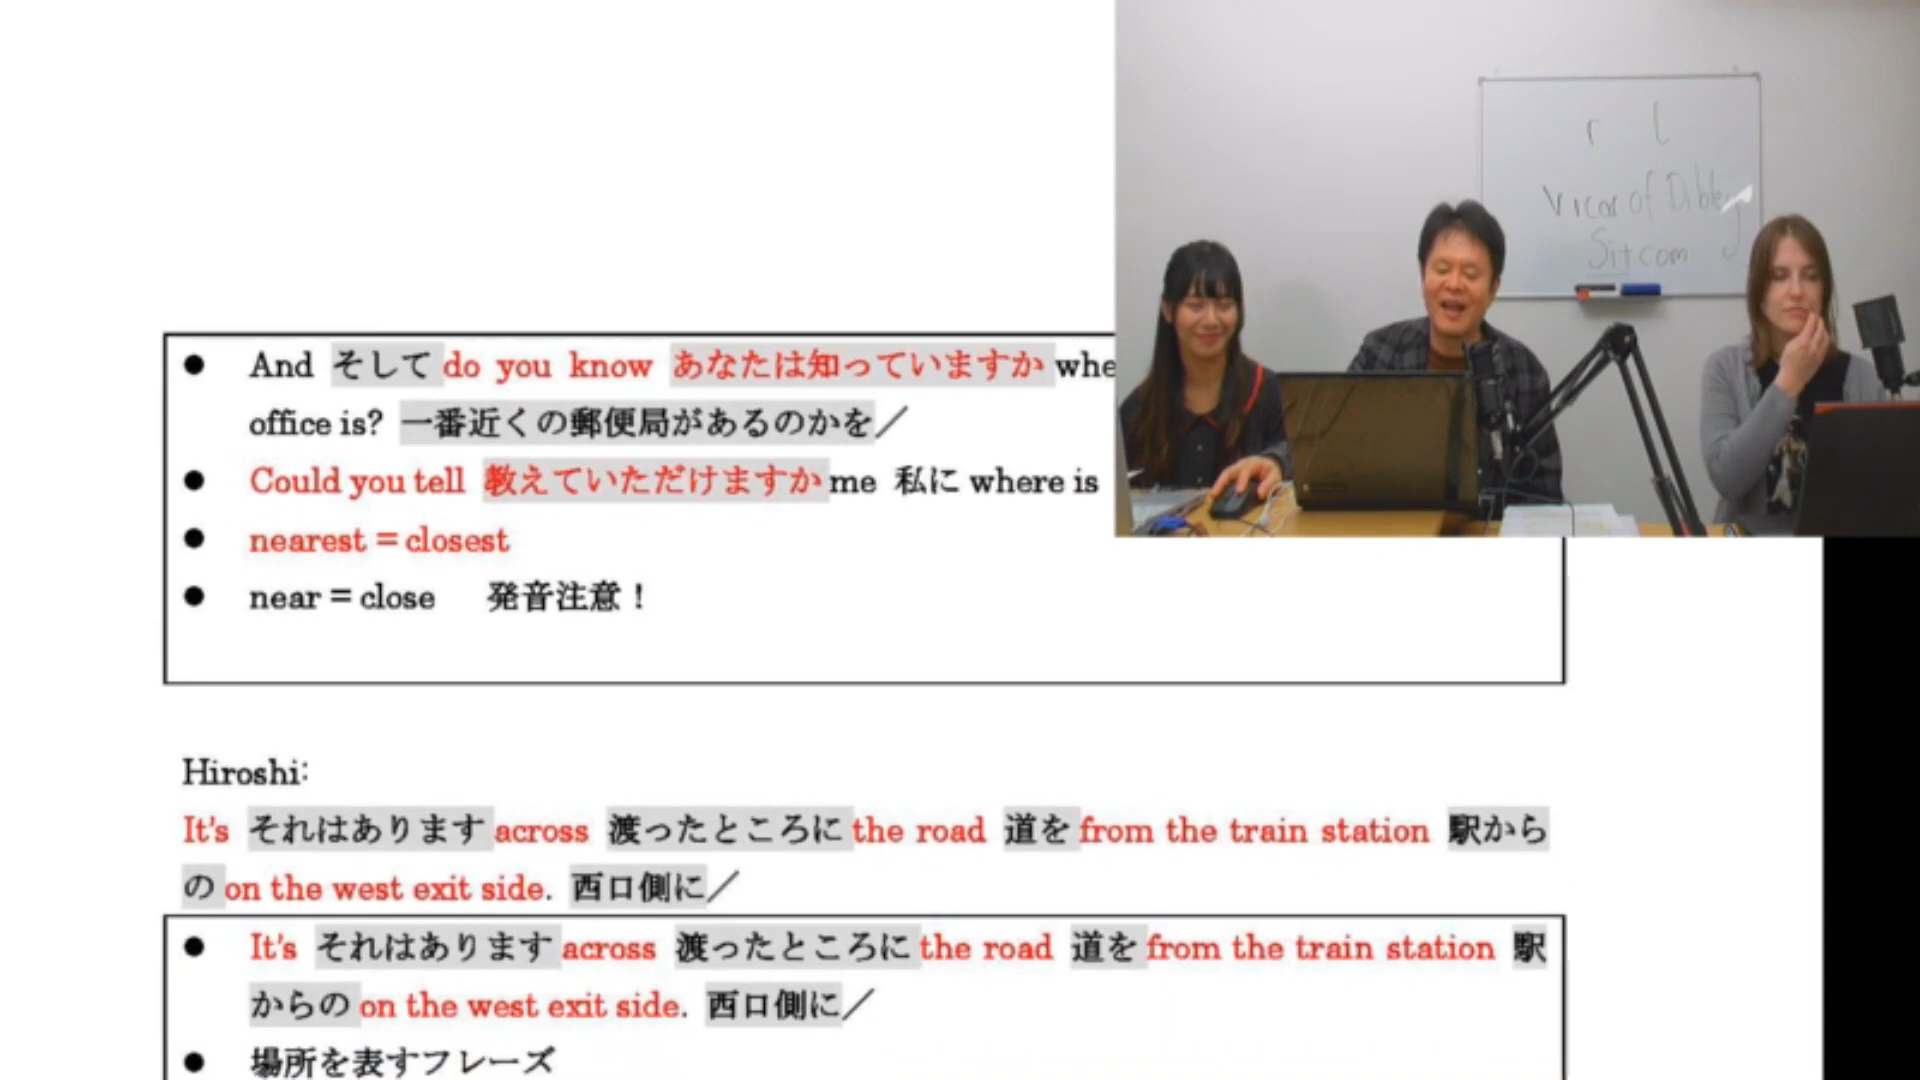 And そして do you know あなたは知っていますか whe
office is? 一番近くの郵便局があるのかを／
● Could you tell 教えていただけますか me 私に where is
● nearest = closest
● near = close 発音注意！
Hiroshi:
It's それはあります across 渡ったところに the road 道を from the train station 駅から
の on the west exit side. 西口側に／
● It's それはあります across 渡ったところに the road 道を from the train station 駅
からの on the west exit side. 西口側に／
● 場所を表すフレーズ
r l
Vicar of Dibley
Sitcom